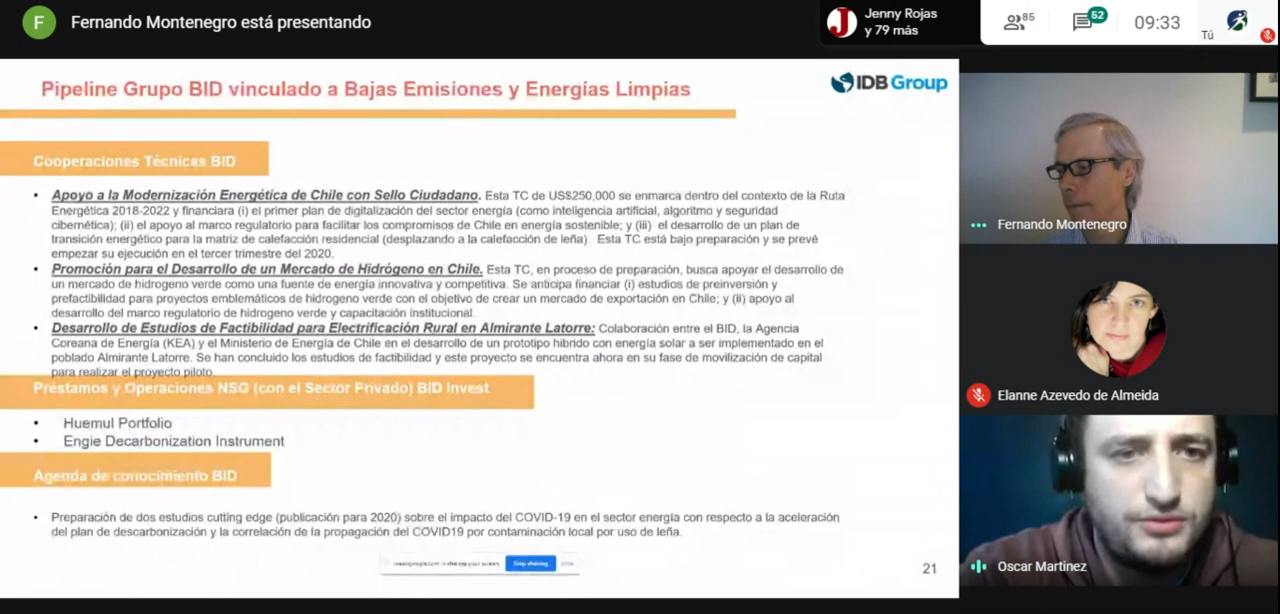 F Fernando Montenegro está presentando
Jenny Rojas
y 79 más
85
52
09:33
Tú
Pipeline Grupo BID vinculado a Bajas Emisiones y Energías Limpias
IDB Group
Cooperaciones Técnicas BID
• Apoyo a la Modernización Energética de Chile con Sello Ciudadano. Esta TC de US$250,000 se enmarca dentro del contexto de la Ruta
Energética 2018-2022 y financiara (i) el primer plan de digitalización del sector energía (como inteligencia artificial, algoritmo y seguridad
cibernética); (ii) el apoyo al marco regulatorio para facilitar los compromisos de Chile en energía sostenible; y (iii) el desarrollo de un plan de
transición energético para la matriz de calefacción residencial (desplazando a la calefacción de leña). Esta TC está bajo preparación y se prevé
empezar su ejecución en el tercer trimestre del 2020.
• Promoción para el Desarrollo de un Mercado de Hidrógeno en Chile. Esta TC, en proceso de preparación, busca apoyar el desarrollo de
un mercado de hidrogeno verde como una fuente de energía innovativa y competitiva. Se anticipa financiar (i) estudios de preinversión y
prefactibilidad para proyectos emblemáticos de hidrogeno verde con el objetivo de crear un mercado de exportación en Chile; y (ii) apoyo al
desarrollo del marco regulatorio de hidrogeno verde y capacitación institucional.
• Desarrollo de Estudios de Factibilidad para Electrificación Rural en Almirante Latorre: Colaboración entre el BID, la Agencia
Coreana de Energía (KEA) y el Ministerio de Energía de Chile en el desarrollo de un prototipo hibrido con energía solar a ser implementado en el
poblado Almirante Latorre. Se han concluido los estudios de factibilidad y este proyecto se encuentra ahora en su fase de movilización de capital
para realizar el proyecto piloto.
Préstamos y Operaciones NSG (con el Sector Privado) BID Invest
• Huemul Portfolio
• Engie Decarbonization Instrument
Agenda de conocimiento BID
• Preparación de dos estudios cutting edge (publicación para 2020) sobre el impacto del COVID-19 en el sector energía con respecto a la aceleración
del plan de descarbonización y la correlación de la propagación del COVID19 por contaminación local por uso de leña.
is sharing your screen. Stop sharing
21
Fernando Montenegro
Elanne Azevedo de Almeida
Oscar Martinez